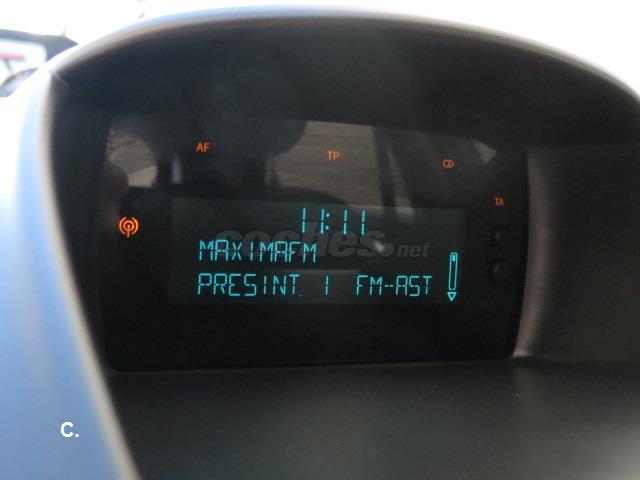 AF
TP
CD
TA
11:11
coches.net
MAXIMAFM
PRESINT. 1 FM-AST
C.